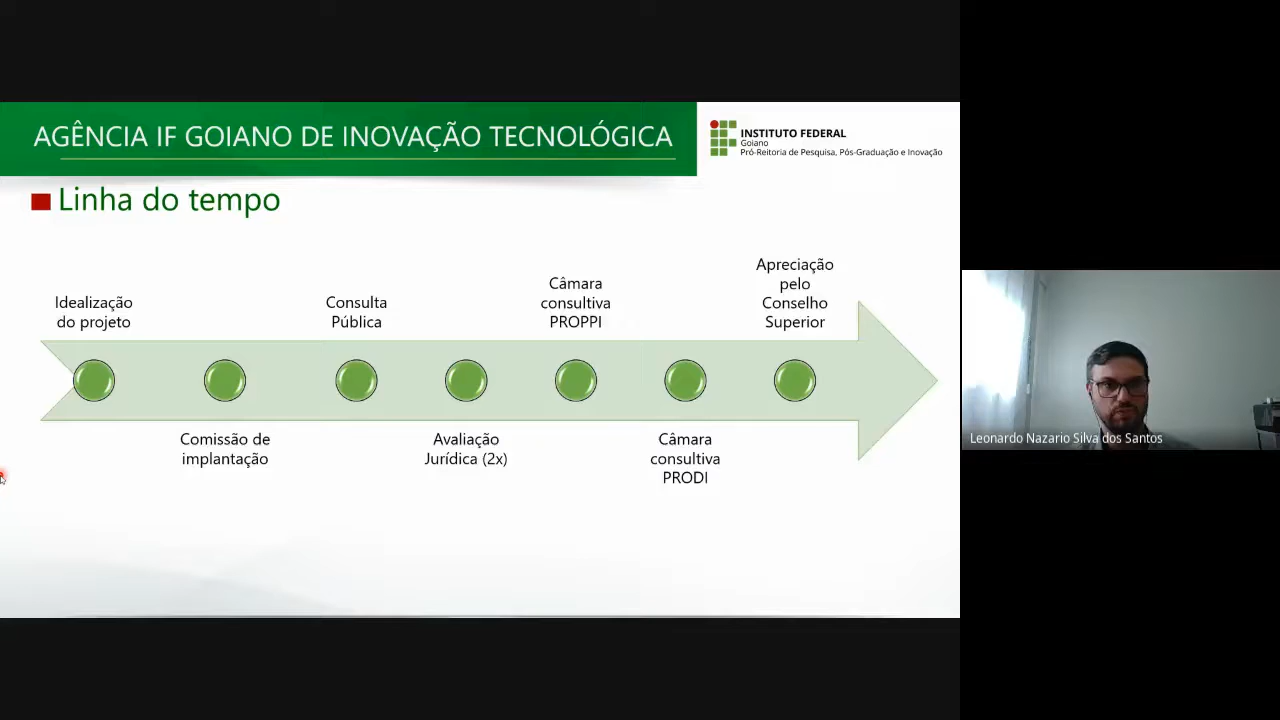 AGÊNCIA IF GOIANO DE INOVAÇÃO TECNOLÓGICA
INSTITUTO FEDERAL
Goiano
Pró-Reitoria de Pesquisa, Pós-Graduação e Inovação
Linha do tempo
Idealização
do projeto
Comissão de
implantação
Consulta
Pública
Avaliação
Jurídica (2x)
Câmara
consultiva
PROPPI
Câmara
consultiva
PRODI
Apreciação
pelo
Conselho
Superior
Leonardo Nazario Silva dos Santos